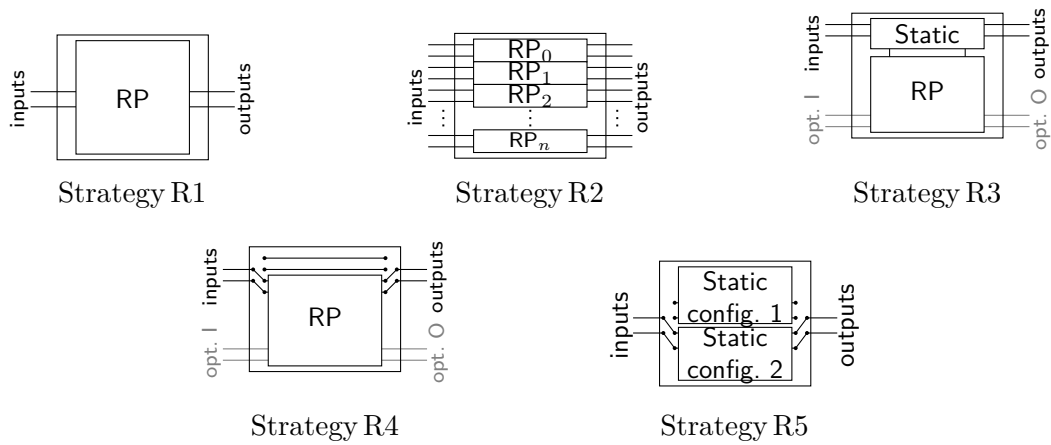 inputs
RP
outputs
Strategy R1
inputs
RP₀
RP₁
RP₂
⋮ ⋮ ⋮
RPₙ
outputs
Strategy R2
inputs
opt. I
Static
RP
outputs
opt. O
Strategy R3
inputs
opt. I
RP
outputs
opt. O
Strategy R4
inputs
Static
config. 1
Static
config. 2
outputs
Strategy R5